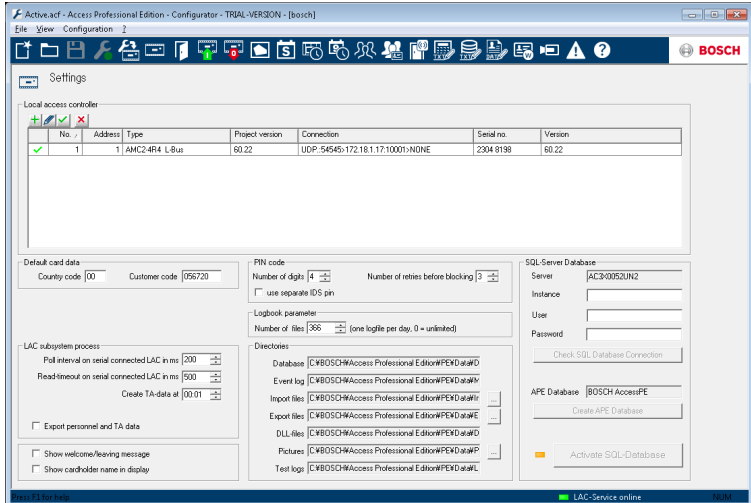 Active.acf - Access Professional Edition - Configurator - TRIAL-VERSION - [bosch]
File View Configuration ?
BOSCH
Settings
Local access controller
No. / Address Type Project version Connection Serial no. Version
1 1 AMC2-4R4 L-Bus 60.22 UDP::54545>172.18.1.17:10001>NONE 2304 8198 60.22
Default card data
Country code 00 Customer code 056720
PIN code
Number of digits 4 Number of retries before blocking 3
use separate IDS pin
Logbook parameter
Number of files 366 (one logfile per day, 0 = unlimited)
SQL-Server Database
Server AC3X0052UN2
Instance
User
Password
Check SQL Database Connection
APE Database BOSCH AccessPE
Create APE Database
Activate SQL-Database
LAC subsystem process
Poll interval on serial connected LAC in ms 200
Read-timeout on serial connected LAC in ms 500
Create TA-data at 00:01
Export personnel and TA data
Show welcome/leaving message
Show cardholder name in display
Directories
Database C:¥BOSCH¥Access Professional Edition¥PE¥Data¥D
Event log C:¥BOSCH¥Access Professional Edition¥PE¥Data¥M
Import files C:¥BOSCH¥Access Professional Edition¥PE¥Data¥Ir ...
Export files C:¥BOSCH¥Access Professional Edition¥PE¥Data¥E ...
DLL-files C:¥BOSCH¥Access Professional Edition¥PE¥Data¥D
Pictures C:¥BOSCH¥Access Professional Edition¥PE¥Data¥P ...
Test logs C:¥BOSCH¥Access Professional Edition¥PE¥Data¥L
Press F1 for help. LAC-Service online NUM